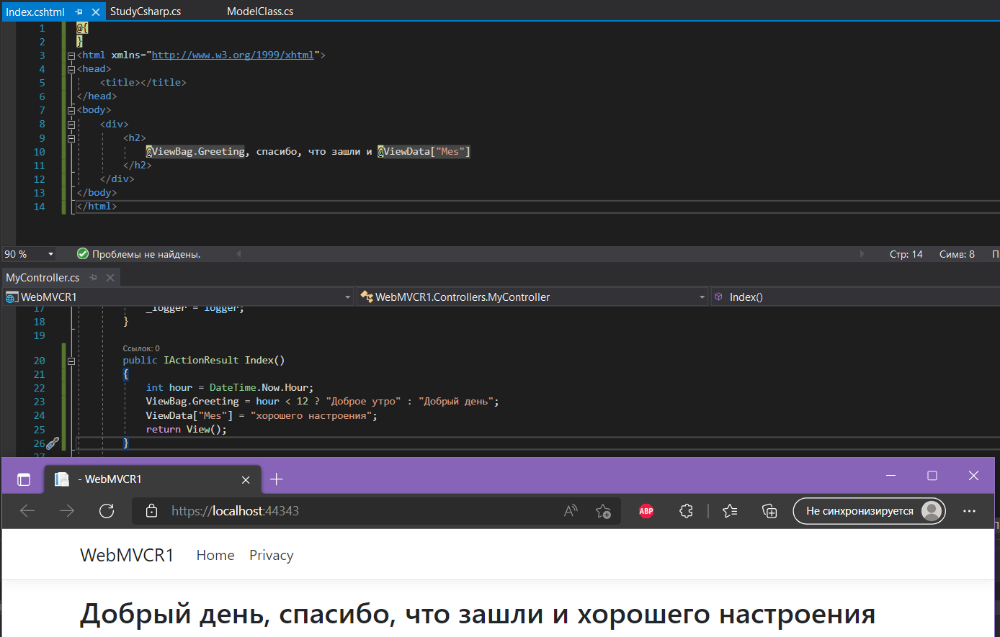 Index.cshtml StudyCsharp.cs ModelClass.cs
1 @{
2 }
3 <html xmlns="http://www.w3.org/1999/xhtml">
4 <head>
5 <title></title>
6 </head>
7 <body>
8 <div>
9 <h2>
10 @ViewBag.Greeting, спасибо, что зашли и @ViewData["Mes"]
11 </h2>
12 </div>
13 </body>
14 </html>
90 % Проблемы не найдены. Стр: 14 Симв: 8 П
MyController.cs
WebMVCR1 WebMVCR1.Controllers.MyController Index()
17 _logger = logger;
18 }
19
Ссылок: 0
20 public IActionResult Index()
21 {
22 int hour = DateTime.Now.Hour;
23 ViewBag.Greeting = hour < 12 ? "Доброе утро" : "Добрый день";
24 ViewData["Mes"] = "хорошего настроения";
25 return View();
26 }
27
- WebMVCR1
https://localhost:44343 ABP Не синхронизируется
WebMVCR1 Home Privacy
Добрый день, спасибо, что зашли и хорошего настроения